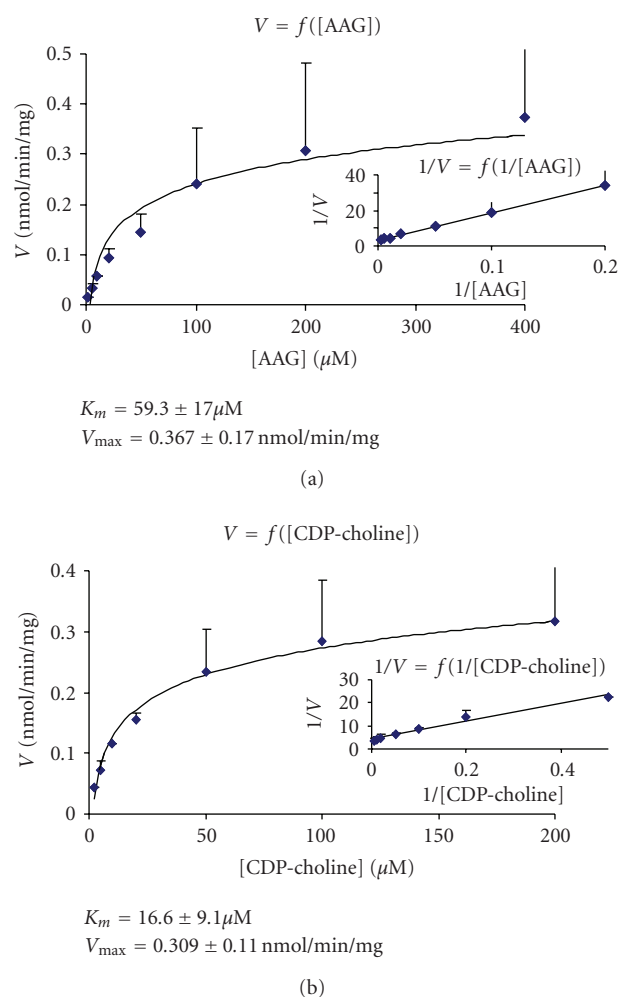 V = f([AAG])
0.5
0.4
0.3
0.2
0.1
0
V (nmol/min/mg)
0
100
200
300
400
[AAG] (μM)
1/V = f(1/[AAG])
40
20
0
1/V
0
0.1
0.2
1/[AAG]
Km = 59.3 ± 17μM
Vmax = 0.367 ± 0.17 nmol/min/mg
(a)
V = f([CDP-choline])
0.4
0.3
0.2
0.1
0
V (nmol/min/mg)
0
50
100
150
200
[CDP-choline] (μM)
1/V = f(1/[CDP-choline])
30
20
10
0
1/V
0
0.2
0.4
1/[CDP-choline]
Km = 16.6 ± 9.1μM
Vmax = 0.309 ± 0.11 nmol/min/mg
(b)